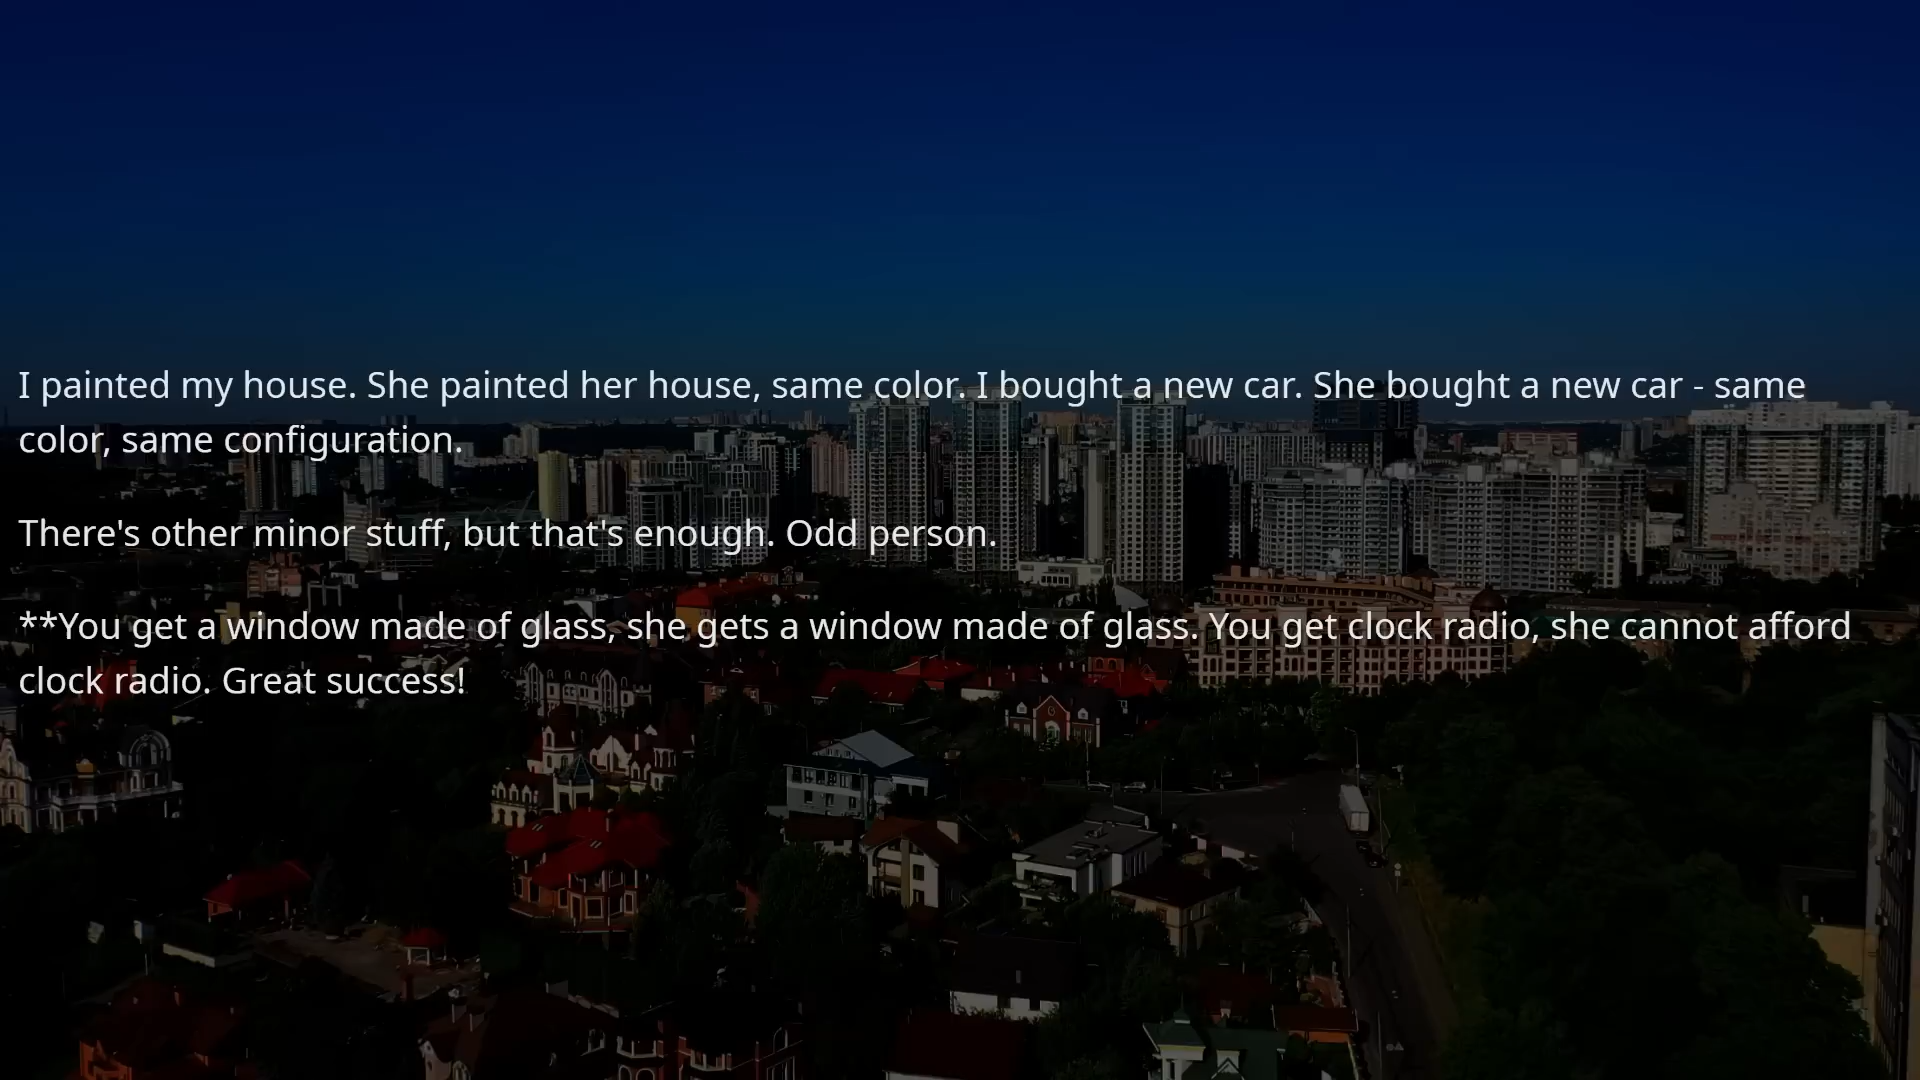 I painted my house. She painted her house, same color. I bought a new car. She bought a new car - same
color, same configuration.
There's other minor stuff, but that's enough. Odd person.
**You get a window made of glass, she gets a window made of glass. You get clock radio, she cannot afford
clock radio. Great success!